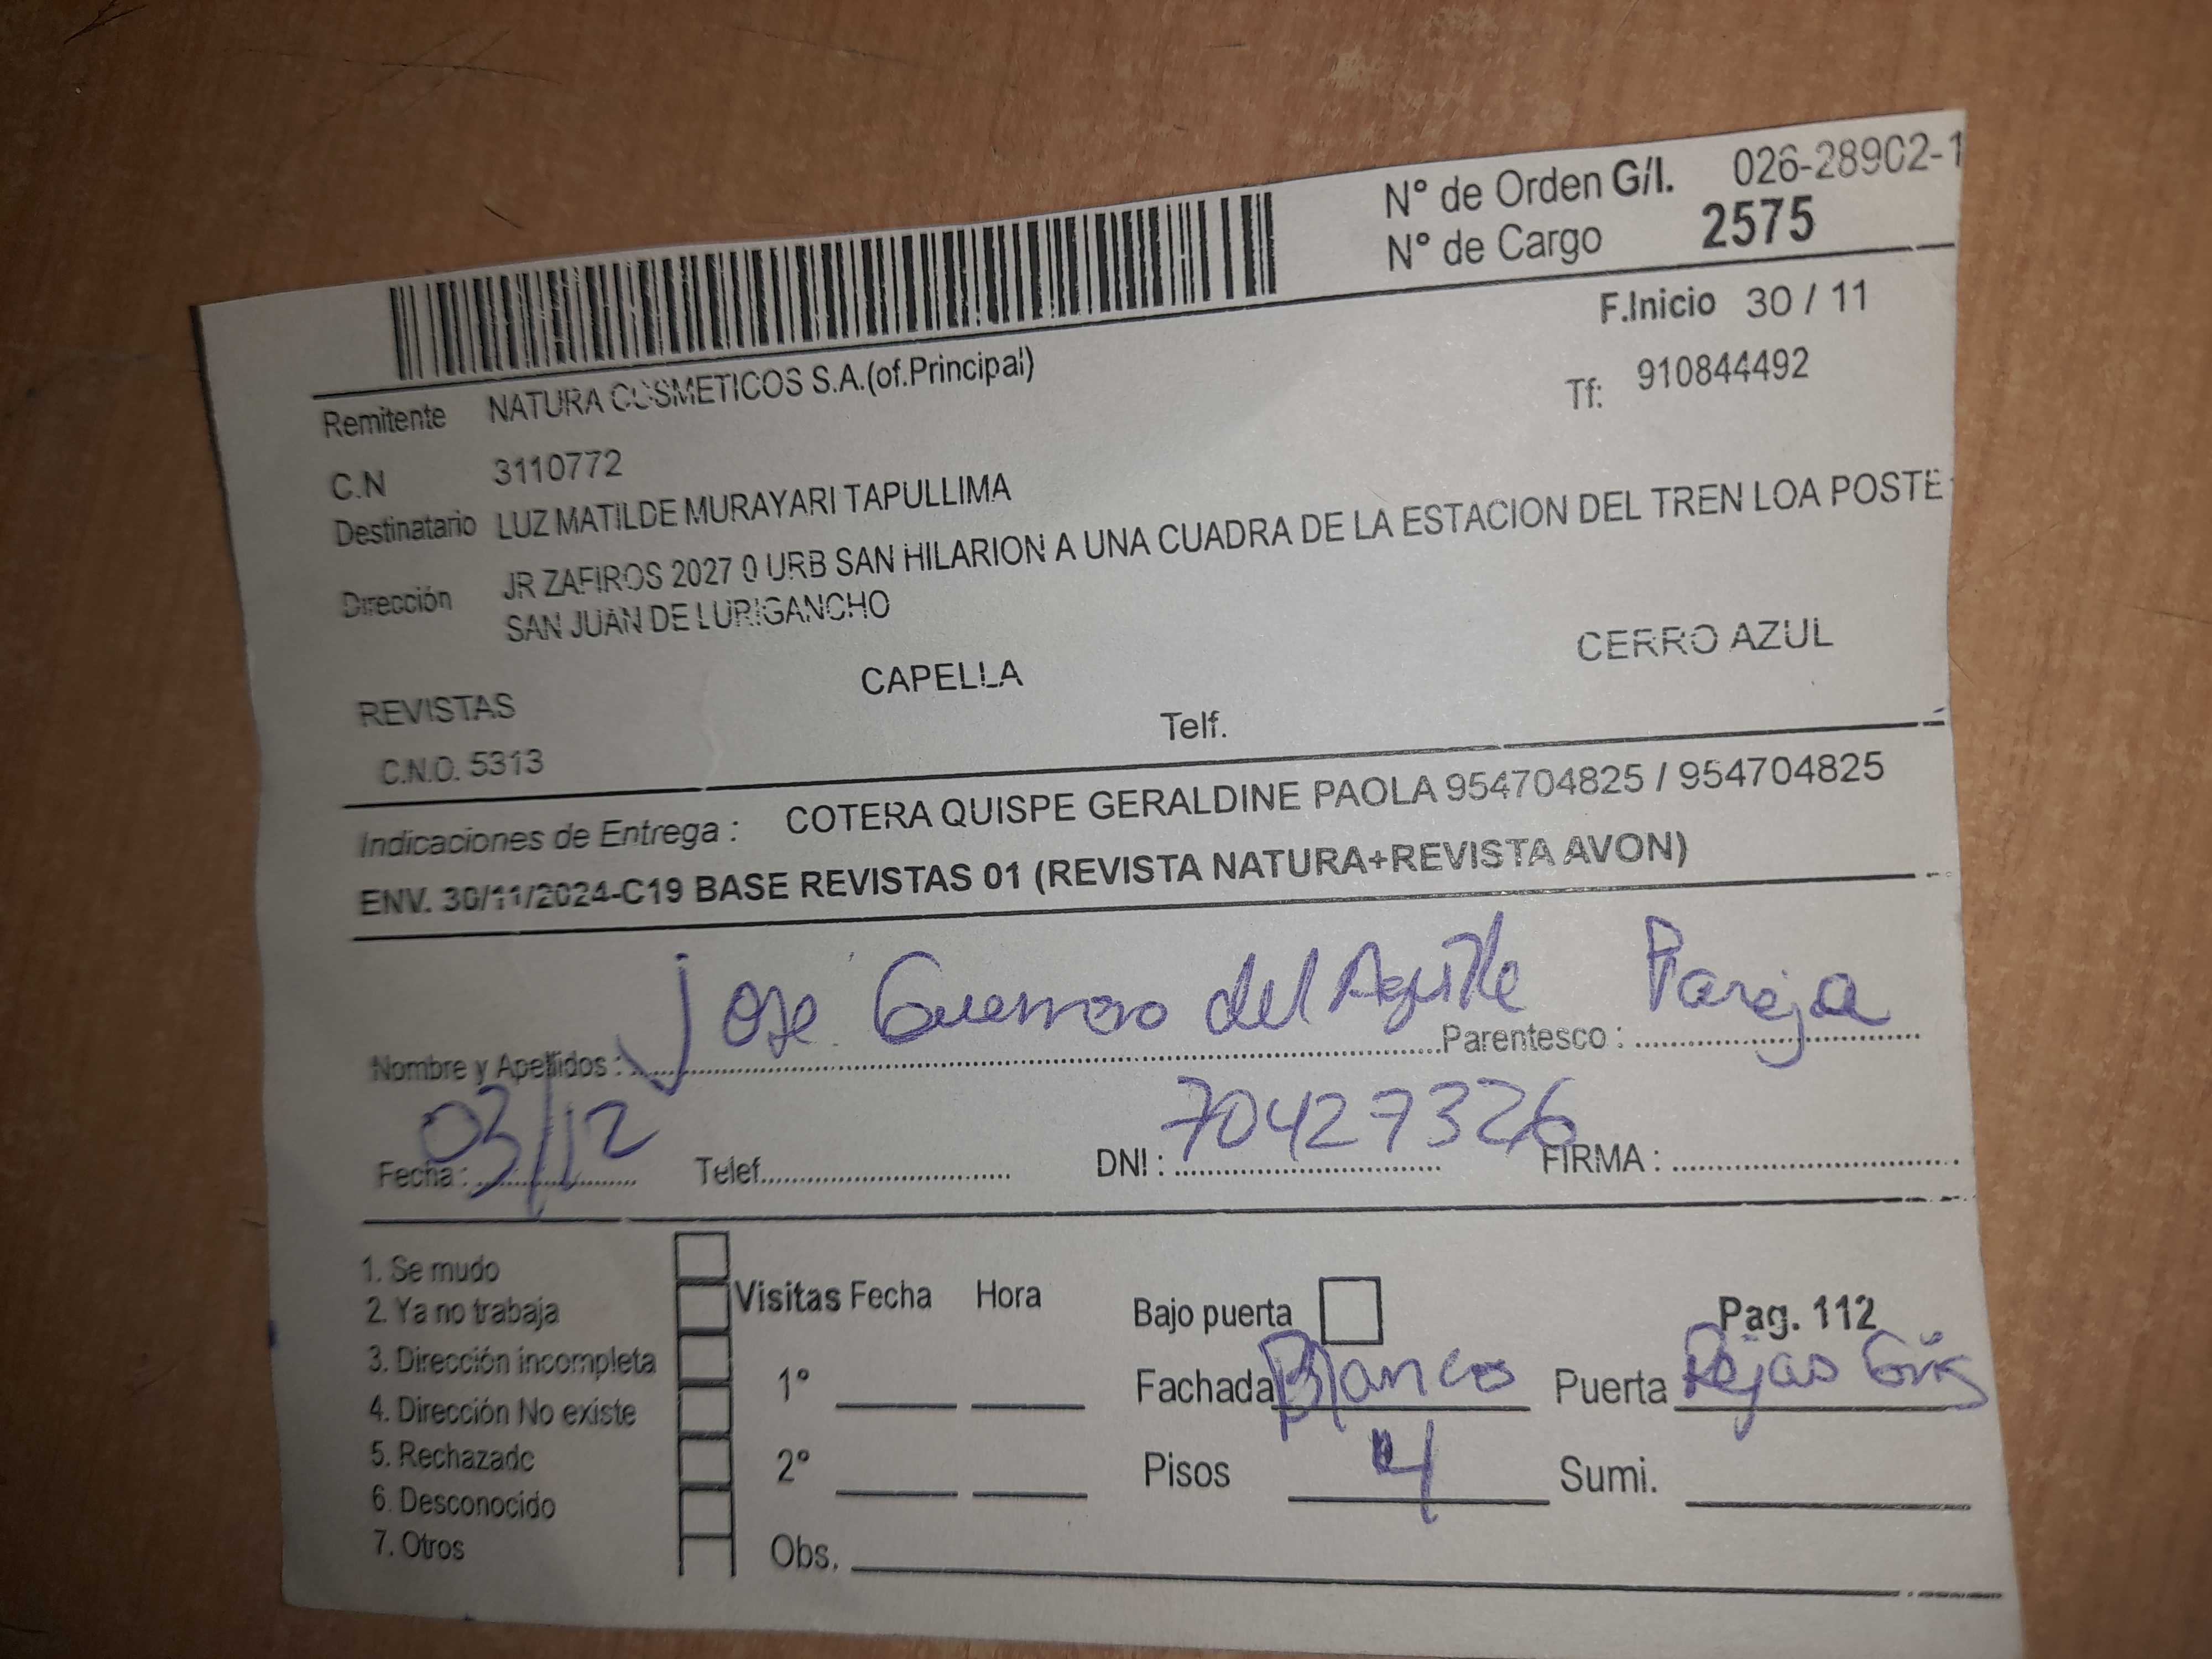 N° de Orden G/I. 026-28902-1
N° de Cargo 2575
F.Inicio 30 / 11
Remitente NATURA COSMETICOS S.A.(of.Principal)
Tf: 910844492
C.N 3110772
Destinatario LUZ MATILDE MURAYARI TAPULLIMA
Dirección JR ZAFIROS 2027 0 URB SAN HILARION A UNA CUADRA DE LA ESTACION DEL TREN LOA POSTE
SAN JUAN DE LURIGANCHO
REVISTAS CAPELLA CERRO AZUL
C.N.O. 5313 Telf.
Indicaciones de Entrega : COTERA QUISPE GERALDINE PAOLA 954704825 / 954704825
ENV. 30/11/2024-C19 BASE REVISTAS 01 (REVISTA NATURA+REVISTA AVON)
Nombre y Apellidos : Jose Guerrero del Aguila Parentesco : Pareja
Fecha : 03/12 Telef. DNI : 70427326 FIRMA :
1. Se mudo
2. Ya no trabaja
3. Dirección incompleta
4. Dirección No existe
5. Rechazado
6. Desconocido
7. Otros
Visitas Fecha Hora
1°
2°
Obs.
Bajo puerta Pag. 112
Fachada Blanco Puerta Rejas Gris
Pisos 4 Sumi.